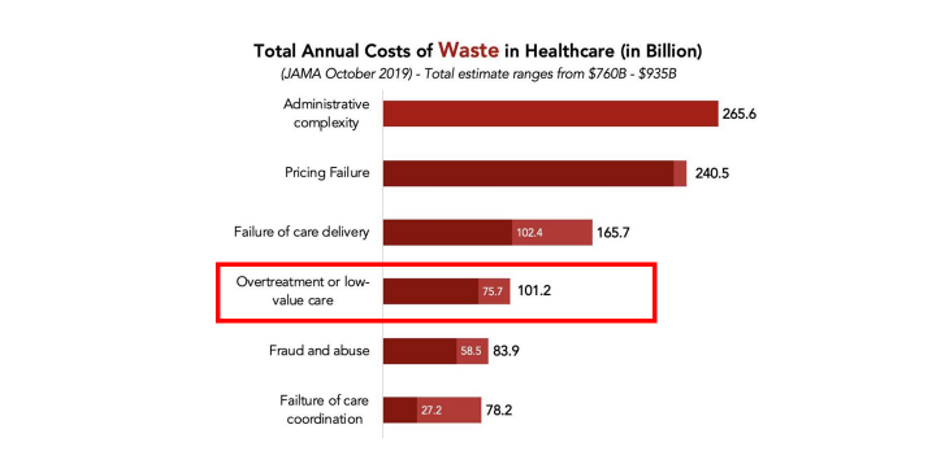 Total Annual Costs of Waste in Healthcare (in Billion)
(JAMA October 2019) - Total estimate ranges from $760B - $935B
Administrative
complexity
265.6
Pricing Failure
240.5
Failure of care delivery
102.4
165.7
Overtreatment or low-
value care
75.7
101.2
Fraud and abuse
58.5
83.9
Failture of care
coordination
27.2
78.2